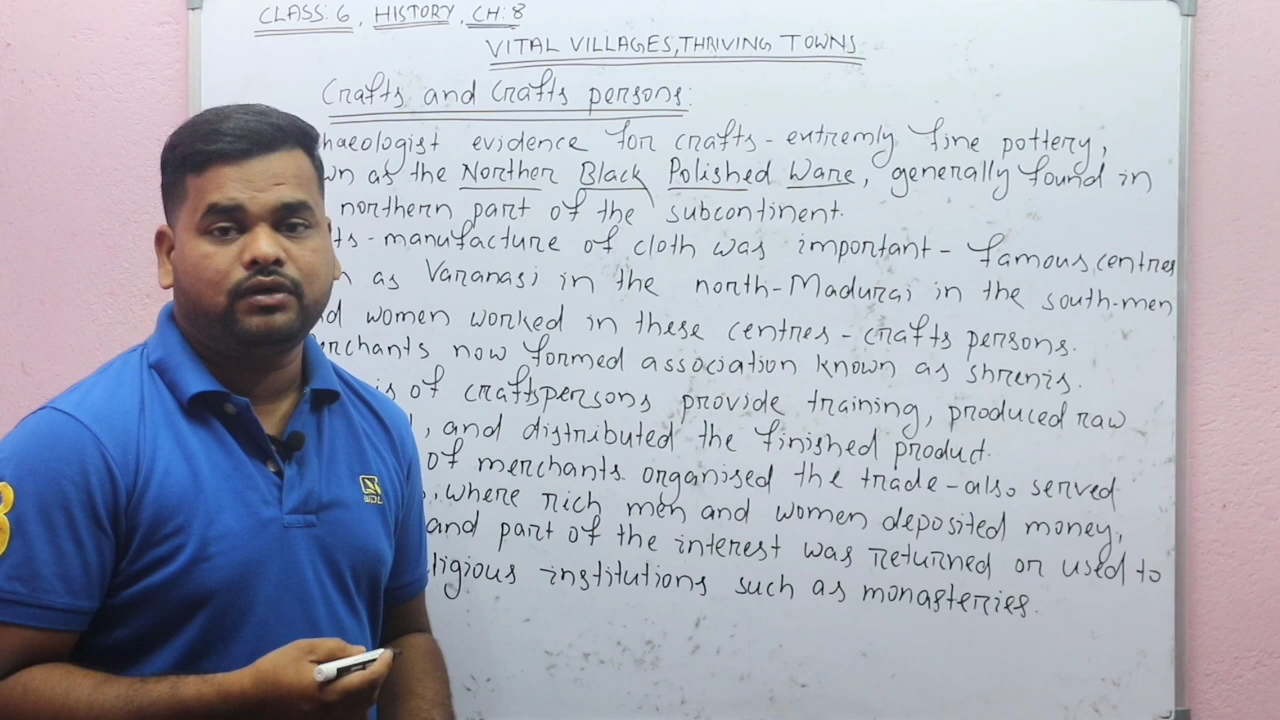 CLASS: 6, HISTORY, CH: 8
VITAL VILLAGES, THRIVING TOWNS
Crafts and Crafts persons:
haeologist evidence for crafts - extremly fine pottery,
wn as the Norther Black Polished Ware, generally found in
northern part of the subcontinent.
ts - manufacture of cloth was important - famous centres
as Varanasi in the north - Madurai in the south - men
nd women worked in these centres - crafts persons.
erchants now formed association known as shrenis.
is of craftspersons provide training, produced raw
, and distributed the finished product.
of merchants organised the trade - also served
, where rich men and women deposited money,
and part of the interest was returned or used to
ligious institutions such as monasteries.
WDL